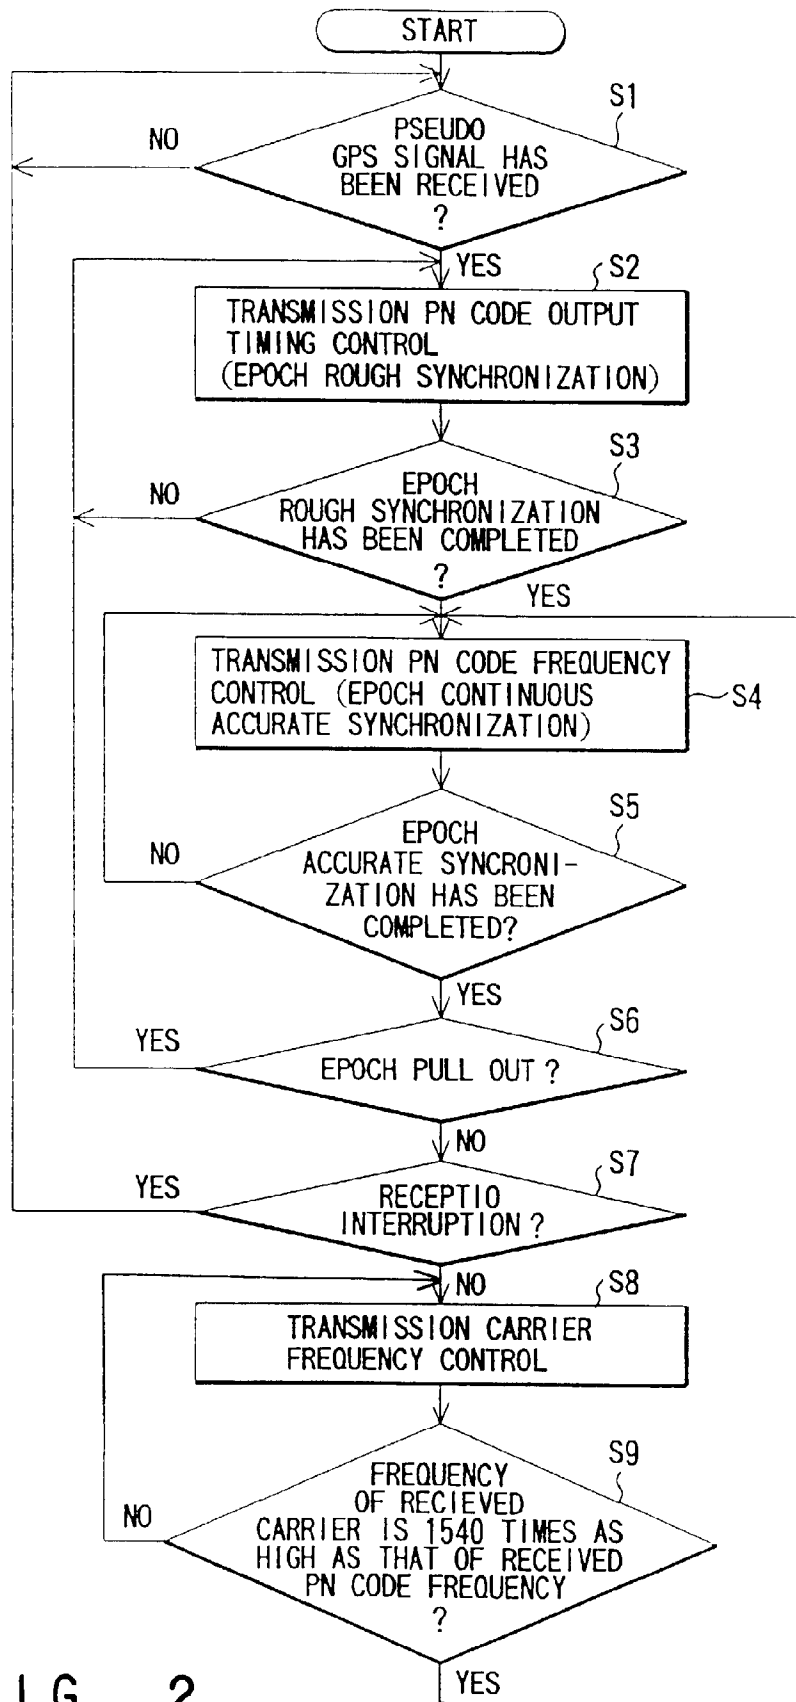 START
S1
NO
PSEUDO
GPS SIGNAL HAS
BEEN RECEIVED
?
YES
S2
TRANSMISSION PN CODE OUTPUT
TIMING CONTROL
(EPOCH ROUGH SYNCHRONIZATION)
S3
NO
EPOCH
ROUGH SYNCHRONIZATION
HAS BEEN COMPLETED
?
YES
TRANSMISSION PN CODE FREQUENCY
CONTROL (EPOCH CONTINUOUS
ACCURATE SYNCHRONIZATION)
S4
S5
NO
EPOCH
ACCURATE SYNCRONI-
ZATION HAS BEEN
COMPLETED?
YES
S6
YES
EPOCH PULL OUT ?
NO
S7
YES
RECEPTIO
INTERRUPTION ?
NO
S8
TRANSMISSION CARRIER
FREQUENCY CONTROL
S9
NO
FREQUENCY
OF RECIEVED
CARRIER IS 1540 TIMES AS
HIGH AS THAT OF RECEIVED
PN CODE FREQUENCY
?
YES
IG. 2